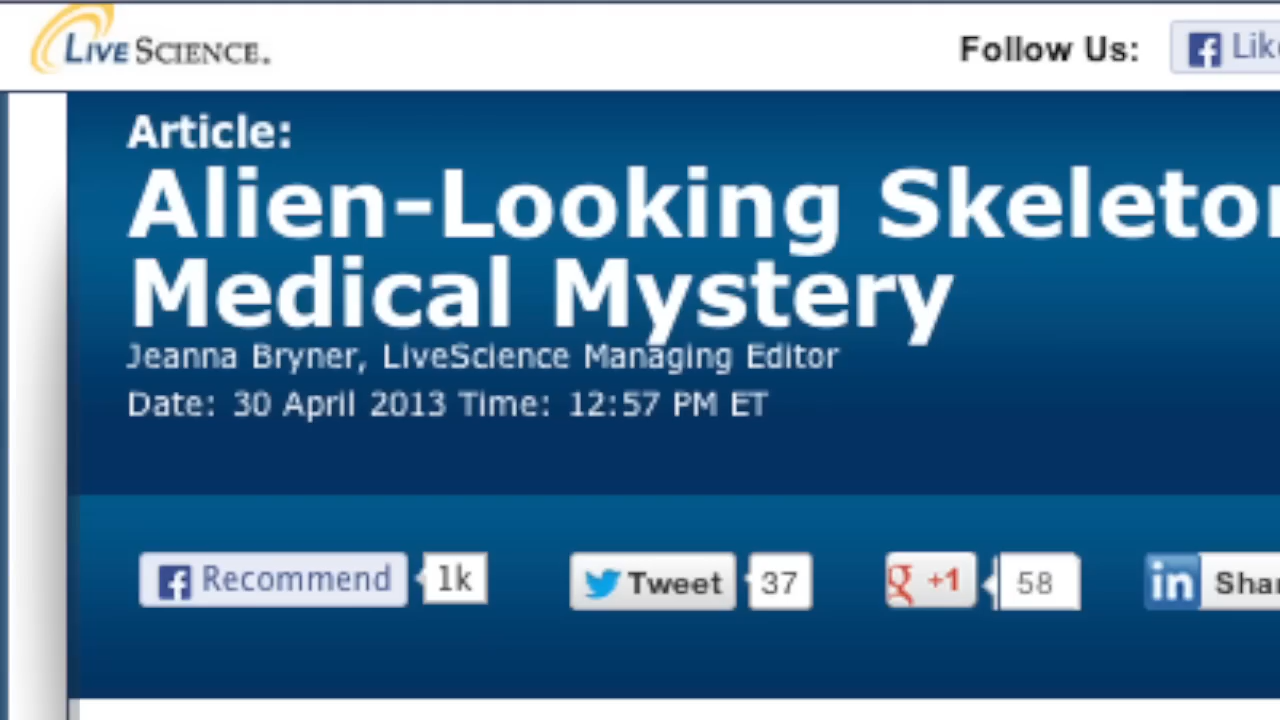 LIVESCIENCE.
Follow Us:
Article:
Alien-Looking
Medical Mystery
Jeanna Bryner, LiveScience Managing Editor
Date: 30 April 2013 Time: 12:57 PM ET
Recommend 1k Tweet 37 +1 58 in